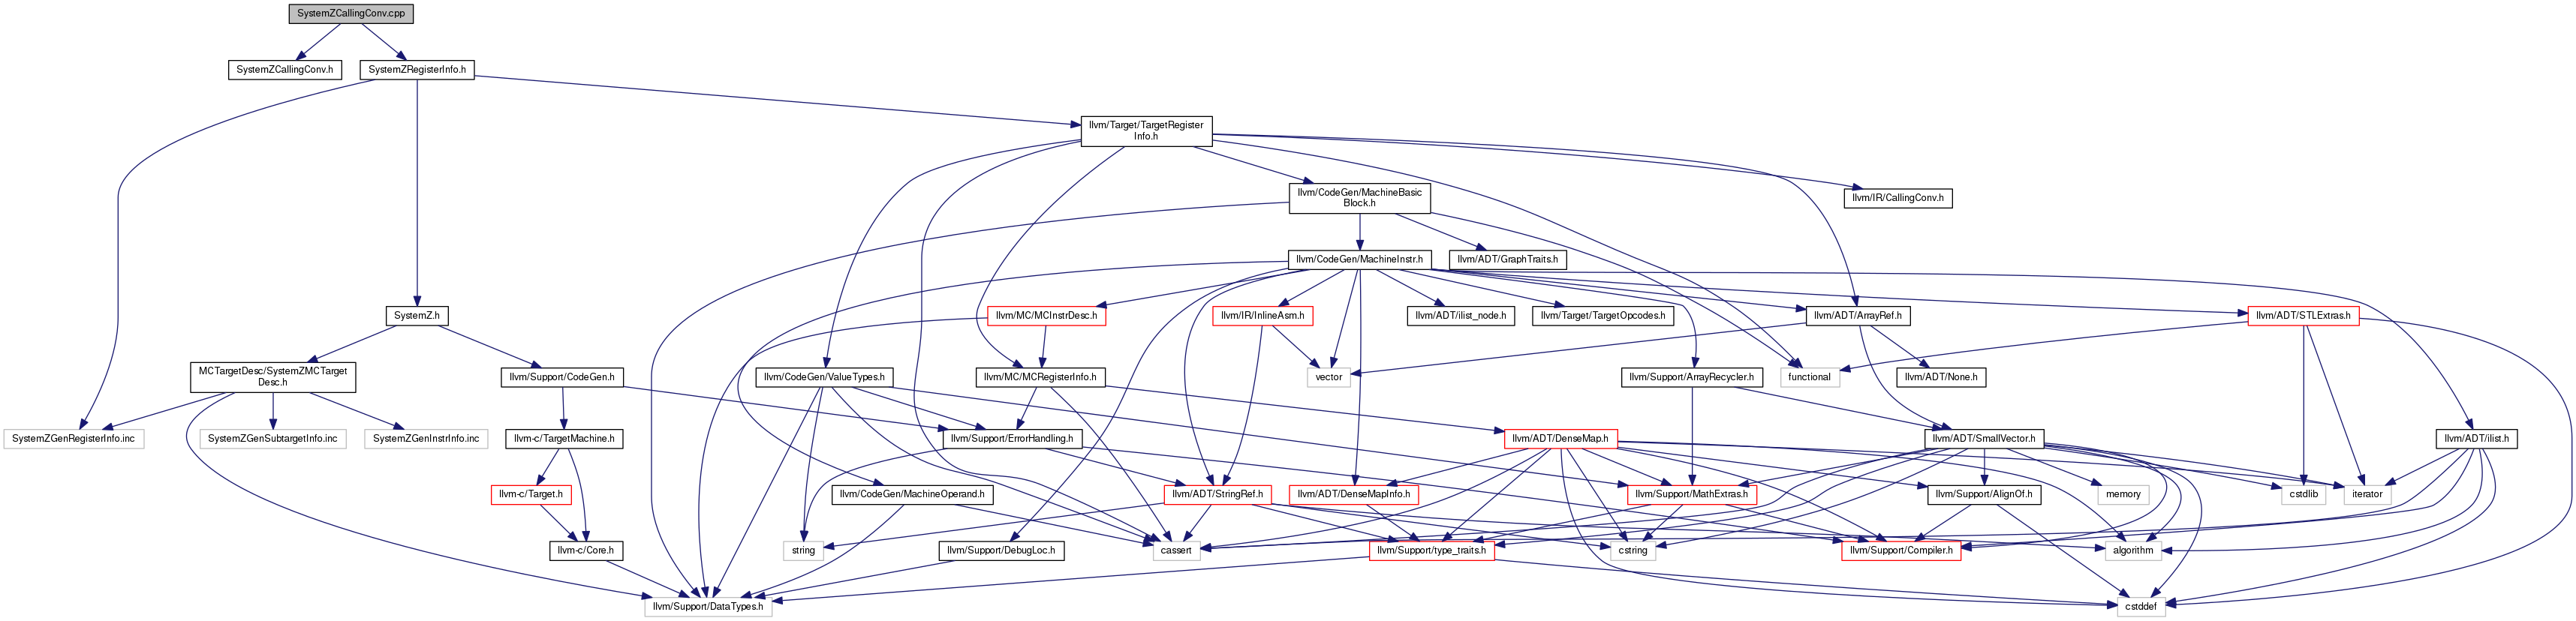 SystemZCallingConv.cpp
SystemZCallingConv.h
SystemZRegisterInfo.h
llvm/Target/TargetRegister
Info.h
llvm/CodeGen/MachineBasic
Block.h
llvm/IR/CallingConv.h
llvm/CodeGen/MachineInstr.h
llvm/ADT/GraphTraits.h
SystemZ.h
llvm/MC/MCInstrDesc.h
llvm/IR/InlineAsm.h
llvm/ADT/ilist_node.h
llvm/Target/TargetOpcodes.h
llvm/ADT/ArrayRef.h
llvm/ADT/STLExtras.h
MCTargetDesc/SystemZMCTarget
Desc.h
llvm/Support/CodeGen.h
llvm/CodeGen/ValueTypes.h
llvm/MC/MCRegisterInfo.h
vector
llvm/Support/ArrayRecycler.h
functional
llvm/ADT/None.h
SystemZGenRegisterInfo.inc
SystemZGenSubtargetInfo.inc
SystemZGenInstrInfo.inc
llvm-c/TargetMachine.h
llvm/Support/ErrorHandling.h
llvm/ADT/DenseMap.h
llvm/ADT/SmallVector.h
llvm/ADT/ilist.h
llvm-c/Target.h
llvm/CodeGen/MachineOperand.h
llvm/ADT/StringRef.h
llvm/ADT/DenseMapInfo.h
llvm/Support/MathExtras.h
llvm/Support/AlignOf.h
memory
cstdlib
iterator
llvm-c/Core.h
string
llvm/Support/DebugLoc.h
cassert
llvm/Support/type_traits.h
cstring
llvm/Support/Compiler.h
algorithm
llvm/Support/DataTypes.h
cstddef